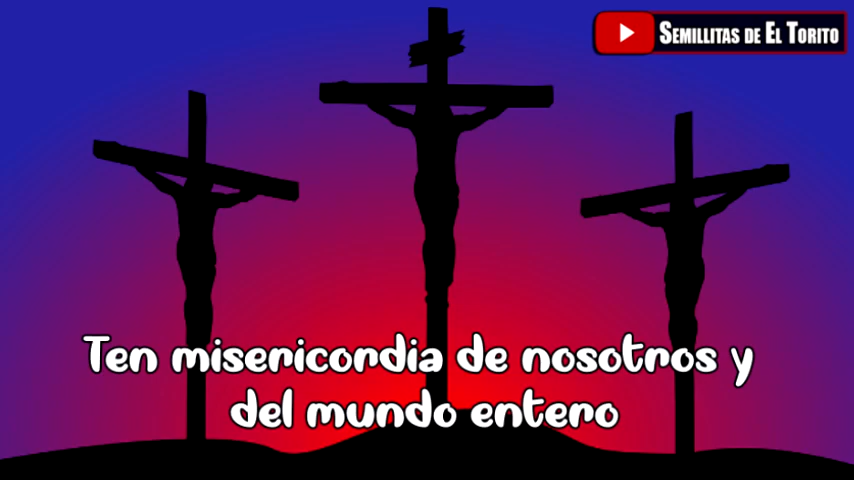 SEMILLITAS DE EL TORITO
Ten misericordia de nosotros y
del mundo entero